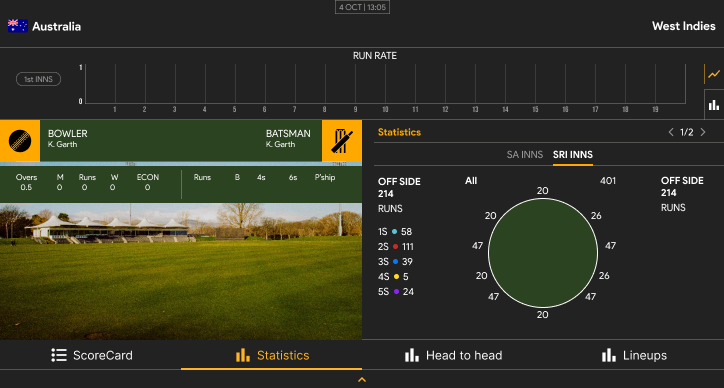 4 OCT | 13:05
Australia
West Indies
RUN RATE
1st INNS
1
0
1 2 3 4 5 6 7 8 9 10 11 12 13 14 15 16 17 18 19
BOWLER
K. Garth
BATSMAN
K. Garth
Overs M Runs W ECON Runs B 4s 6s P'ship
0.5 0 0 0 0
Statistics
1/2
SA INNS SRI INNS
OFF SIDE
214
RUNS
All
401
OFF SIDE
214
RUNS
1S 58
2S 111
3S 39
4S 5
5S 24
20
20 26
47 47
20 26
47 47
20
ScoreCard
Statistics
Head to head
Lineups